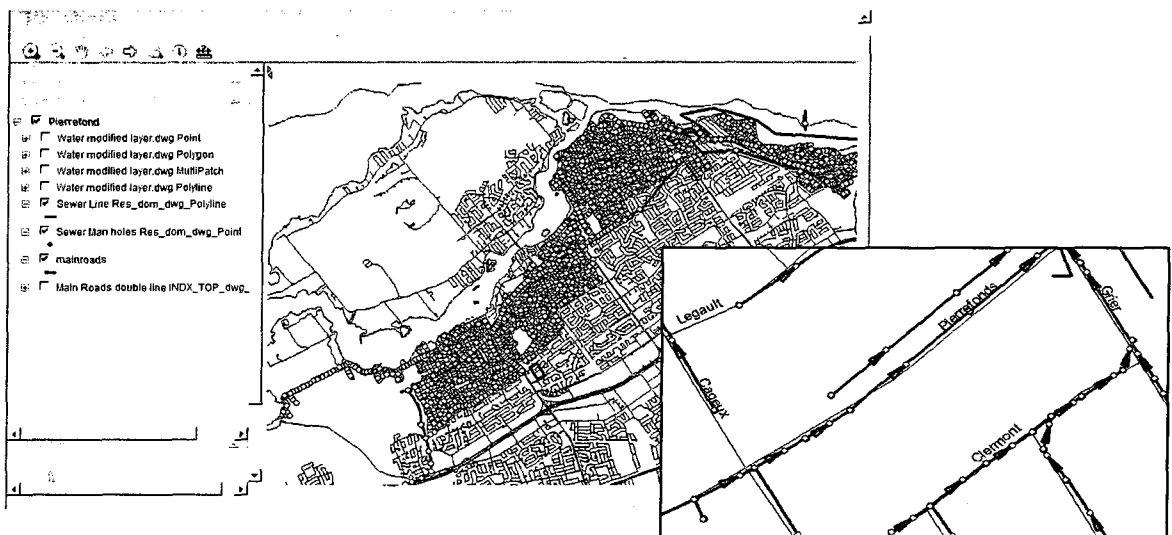 Pierrefond
Water modified layer.dwg Point
Water modified layer.dwg Polygon
Water modified layer.dwg MultiPatch
Water modified layer.dwg Polyline
Sewer Line Res_dom_dwg_Polyline
Sewer Man holes Res_dom_dwg_Point
mainroads
Main Roads double line INDX_TOP_dwg_
Legault
Pierrefonds
Grier
Cageux
Clermont